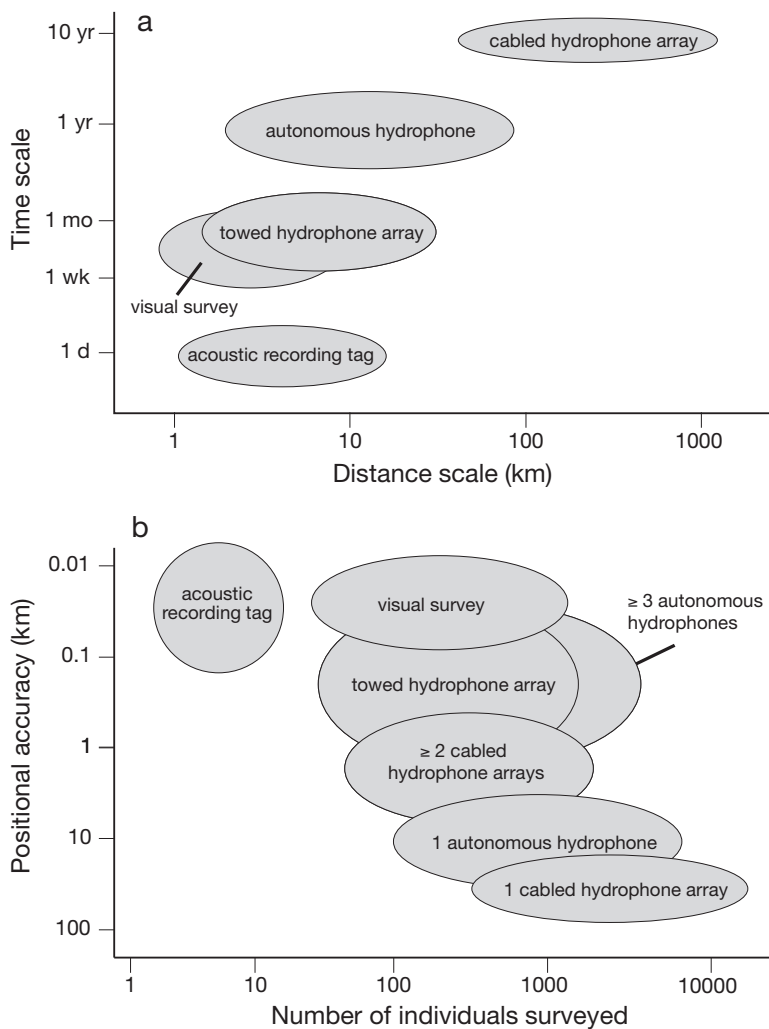 a
Time scale
10 yr
1 yr
1 mo
1 wk
1 d
cabled hydrophone array
autonomous hydrophone
towed hydrophone array
visual survey
acoustic recording tag
1
10
100
1000
Distance scale (km)
b
Positional accuracy (km)
0.01
0.1
1
10
100
acoustic
recording tag
visual survey
≥ 3 autonomous
hydrophones
towed hydrophone array
≥ 2 cabled
hydrophone arrays
1 autonomous hydrophone
1 cabled hydrophone array
1
10
100
1000
10000
Number of individuals surveyed